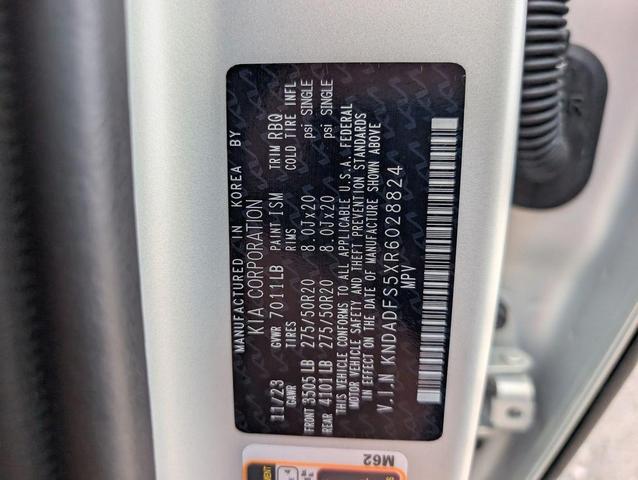 MANUFACTURED IN KOREA BY
KIA CORPORATION
11/23 GVWR 7011LB PAINT ISM TRIM RBQ
GAWR TIRES RIMS COLD TIRE INFL
FRONT 3505 LB 275/50R20 8.0Jx20 psi SINGLE
REAR 4101 LB 275/50R20 8.0Jx20 psi SINGLE
THIS VEHICLE CONFORMS TO ALL APPLICABLE U.S.A. FEDERAL
MOTOR VEHICLE SAFETY AND THEFT PREVENTION STANDARDS
IN EFFECT ON THE DATE OF MANUFACTURE SHOWN ABOVE
V.I.N KNDADFS5XR6028824
MPV
M62